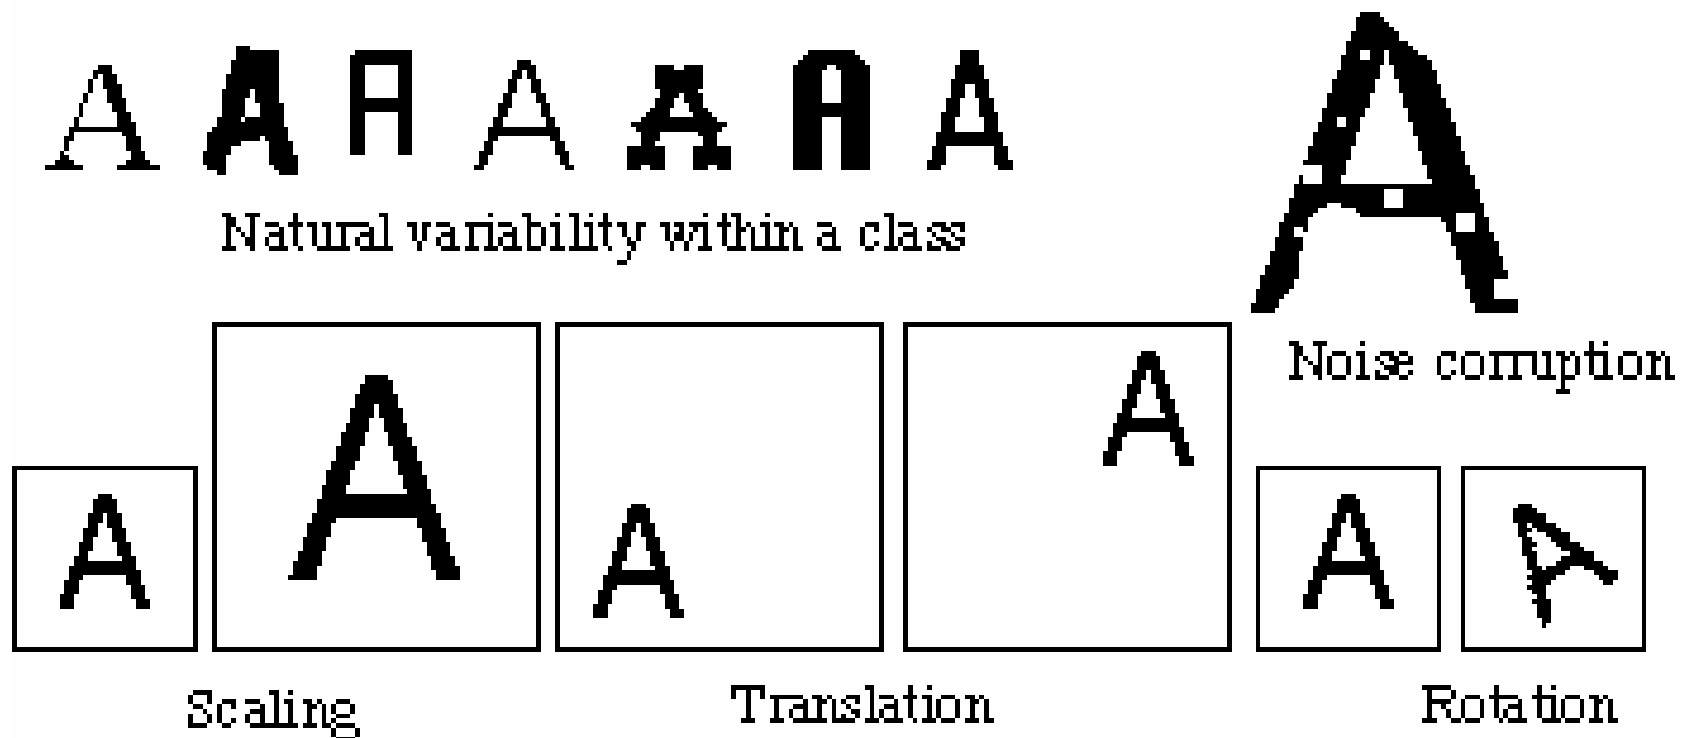 A A A A A A A
Natural variability within a class
A
Noise corruption
A A
Scaling
A A
Translation
A A
Rotation